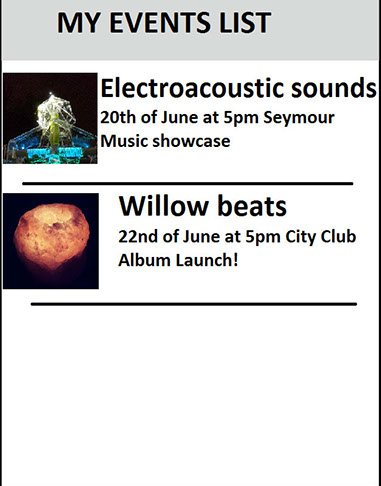 MY EVENTS LIST
Electroacoustic sounds
20th of June at 5pm Seymour
Music showcase
Willow beats
22nd of June at 5pm City Club
Album Launch!